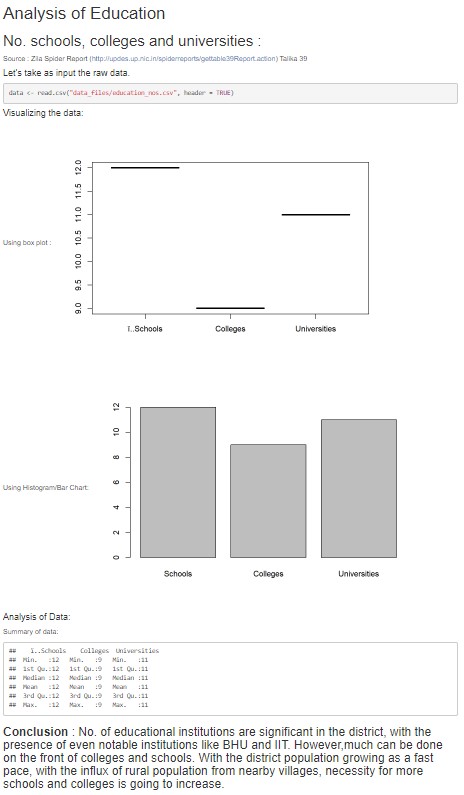 Analysis of Education
No. schools, colleges and universities :
Source : Zila Spider Report (http://updes.up.nic.in/spiderreports/gettable39Report.action) Talika 39
Let's take as input the raw data.
data <- read.csv("data_files/education_nos.csv", header = TRUE)
Visualizing the data:
12.0
11.5
11.0
10.5
10.0
9.5
9.0
Using box plot :
ï..Schools Colleges Universities
12
10
8
6
4
2
0
Using Histogram/Bar Chart:
Schools Colleges Universities
Analysis of Data:
Summary of data:
## ï..Schools Colleges Universities
## Min. :12 Min. :9 Min. :11
## 1st Qu.:12 1st Qu.:9 1st Qu.:11
## Median :12 Median :9 Median :11
## Mean :12 Mean :9 Mean :11
## 3rd Qu.:12 3rd Qu.:9 3rd Qu.:11
## Max. :12 Max. :9 Max. :11
Conclusion : No. of educational institutions are significant in the district, with the
presence of even notable institutions like BHU and IIT. However,much can be done
on the front of colleges and schools. With the district population growing as a fast
pace, with the influx of rural population from nearby villages, necessity for more
schools and colleges is going to increase.